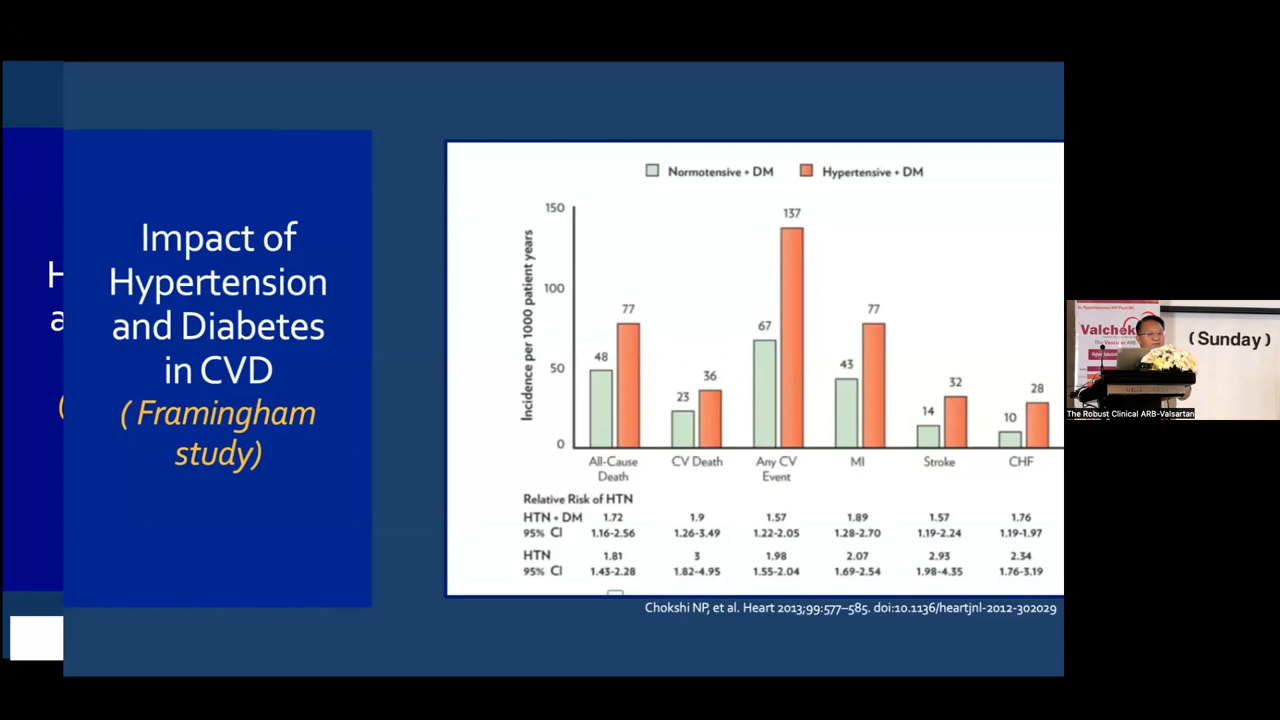 Impact of
Hypertension
and Diabetes
in CVD
( Framingham
study)
H
a
(
Normotensive + DM
Hypertensive + DM
Incidence per 1000 patient years
150
100
50
0
48
77
23
36
67
137
43
77
14
32
10
28
All-Cause
Death
CV Death
Any CV
Event
MI
Stroke
CHF
Relative Risk of HTN
HTN + DM 1.72 1.9 1.57 1.89 1.57 1.76
95% CI 1.16-2.56 1.26-3.49 1.22-2.05 1.28-2.70 1.19-2.24 1.19-1.97
HTN 1.81 3 1.98 2.07 2.93 2.34
95% CI 1.43-2.28 1.82-4.95 1.55-2.04 1.69-2.54 1.98-4.35 1.76-3.19
Chokshi NP, et al. Heart 2013;99:577–585. doi:10.1136/heartjnl-2012-302029
Valchek
The Vascular ARB
(Sunday)
The Robust Clinical ARB-Valsartan